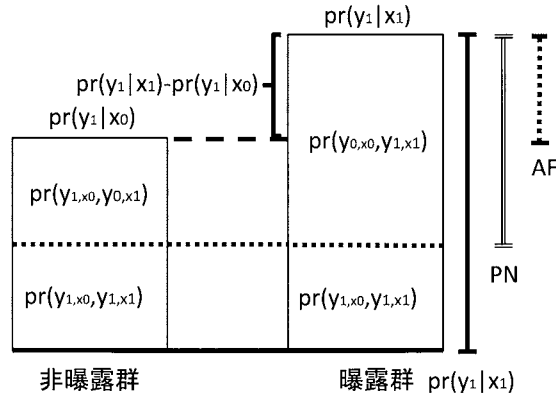 pr(y₁|x₁)
pr(y₁|x₁)-pr(y₁|x₀)
pr(y₁|x₀)
pr(y₀,ₓ₀,y₁,ₓ₁)
AF
pr(y₁,ₓ₀,y₀,ₓ₁)
PN
pr(y₁,ₓ₀,y₁,ₓ₁)
pr(y₁,ₓ₀,y₁,ₓ₁)
非曝露群
曝露群
pr(y₁|x₁)